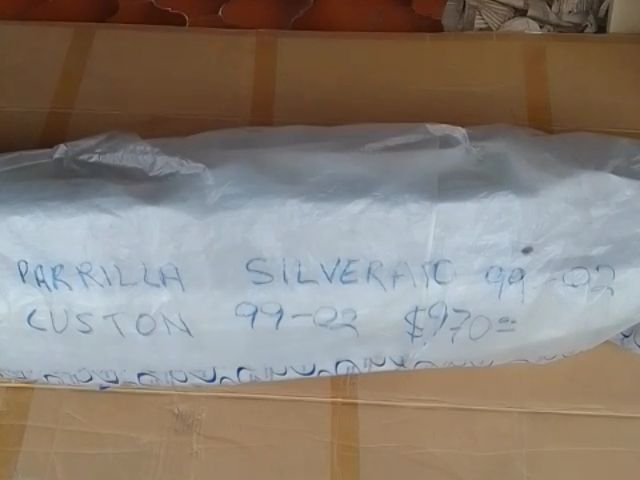 PARRILLA SILVERADO 99-02
CUSTON 99-02 $970=